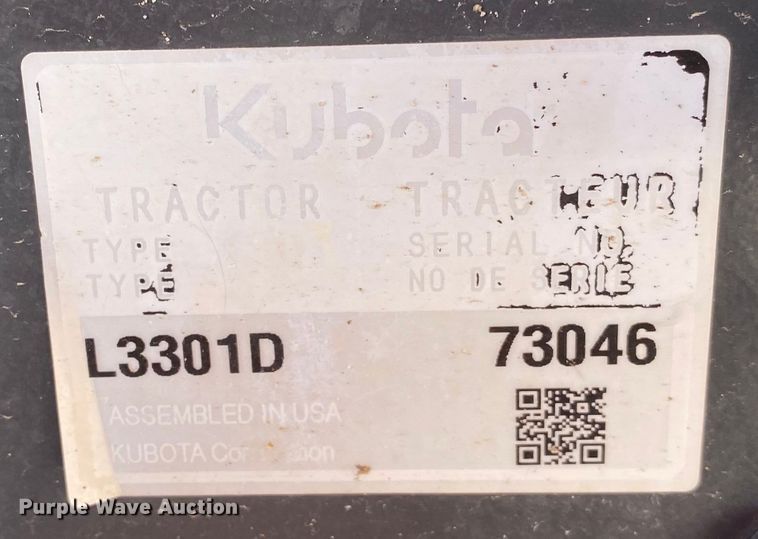 Kubota
TRACTOR TRACTEUR
TYPE SERIAL NO.
TYPE NO DE SERIE
L3301D 73046
ASSEMBLED IN USA
KUBOTA Corporation
Purple Wave Auction